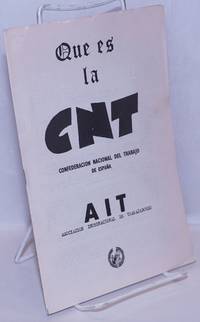 Que es
la
CNT
CONFEDERACION NACIONAL DEL TRABAJO
DE ESPAÑA
AIT
ASOCIACION INTERNACIONAL DE TRABAJADORES